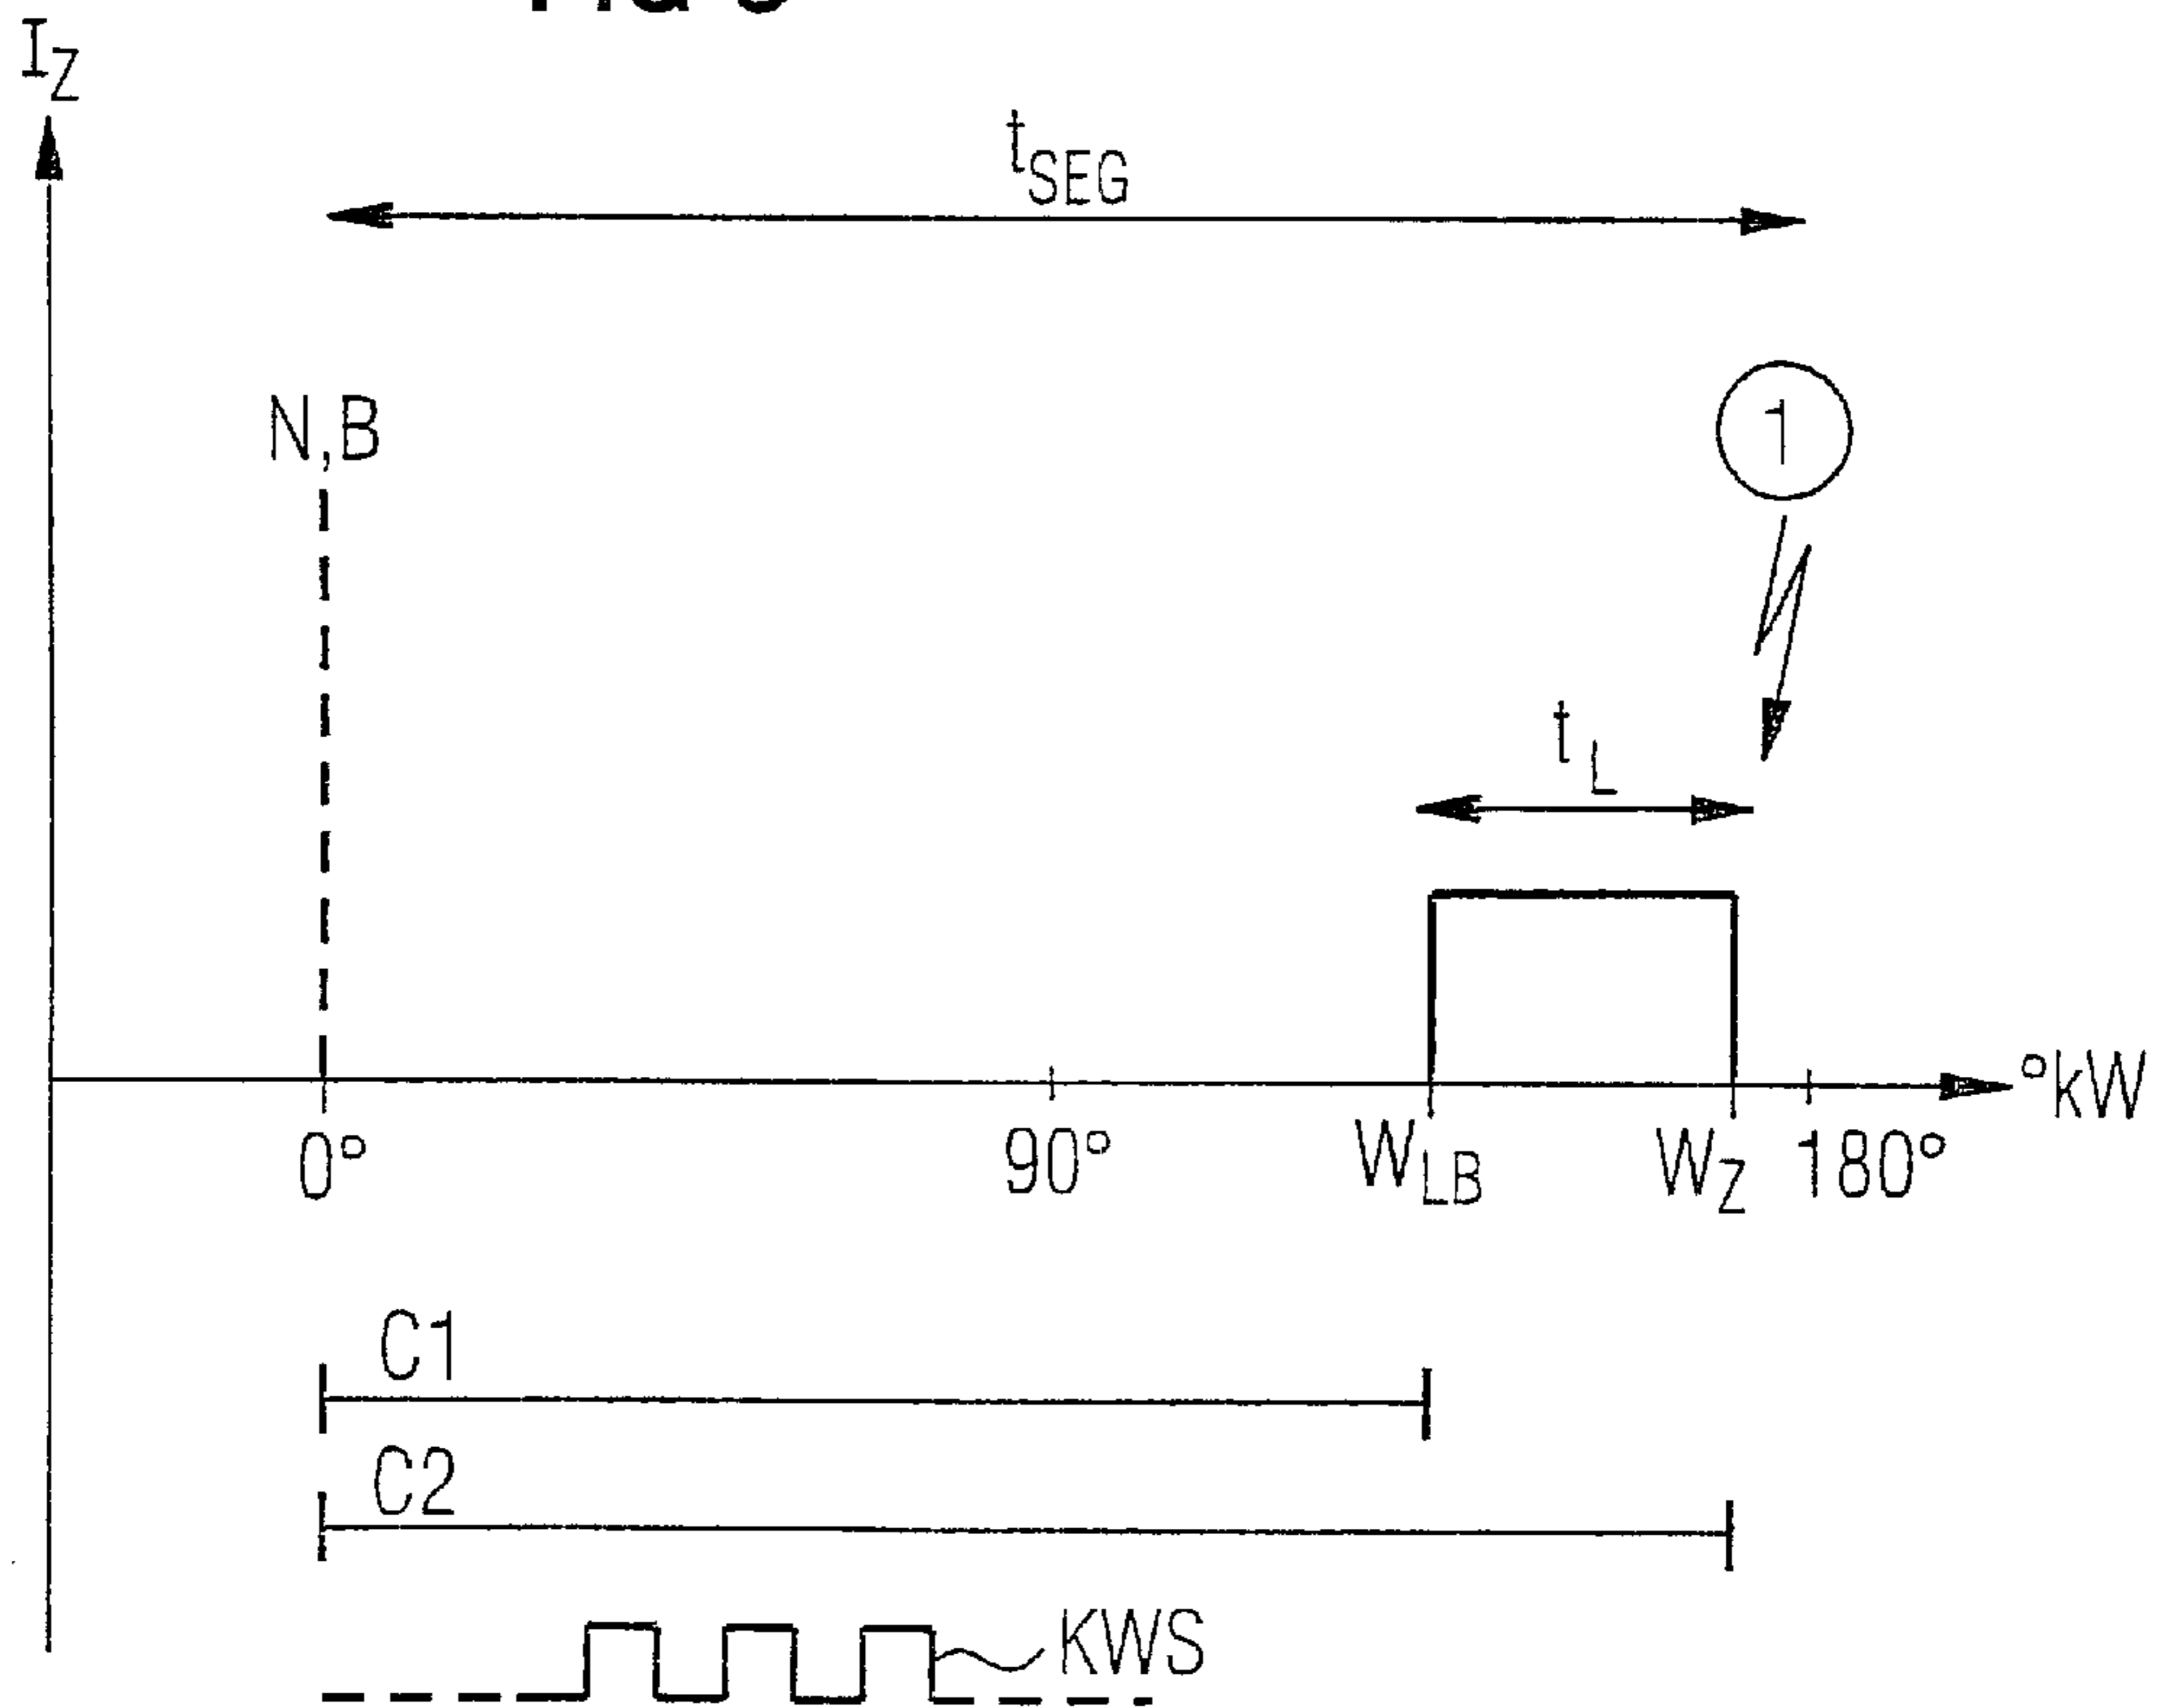 I_Z
t_SEG
N,B
1
t_L
°kW
0°
90°
W_LB
W_Z
180°
C1
C2
KWS